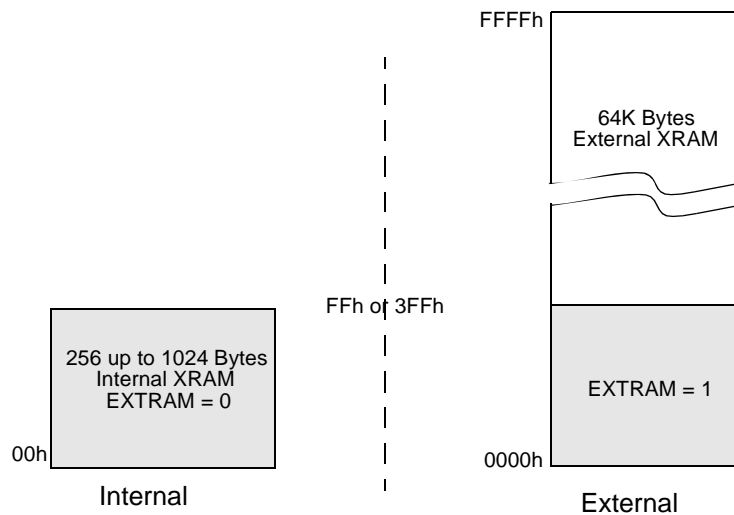 FFFFh
64K Bytes
External XRAM
FFh or 3FFh
256 up to 1024 Bytes
Internal XRAM
EXTRAM = 0
EXTRAM = 1
00h
0000h
Internal
External